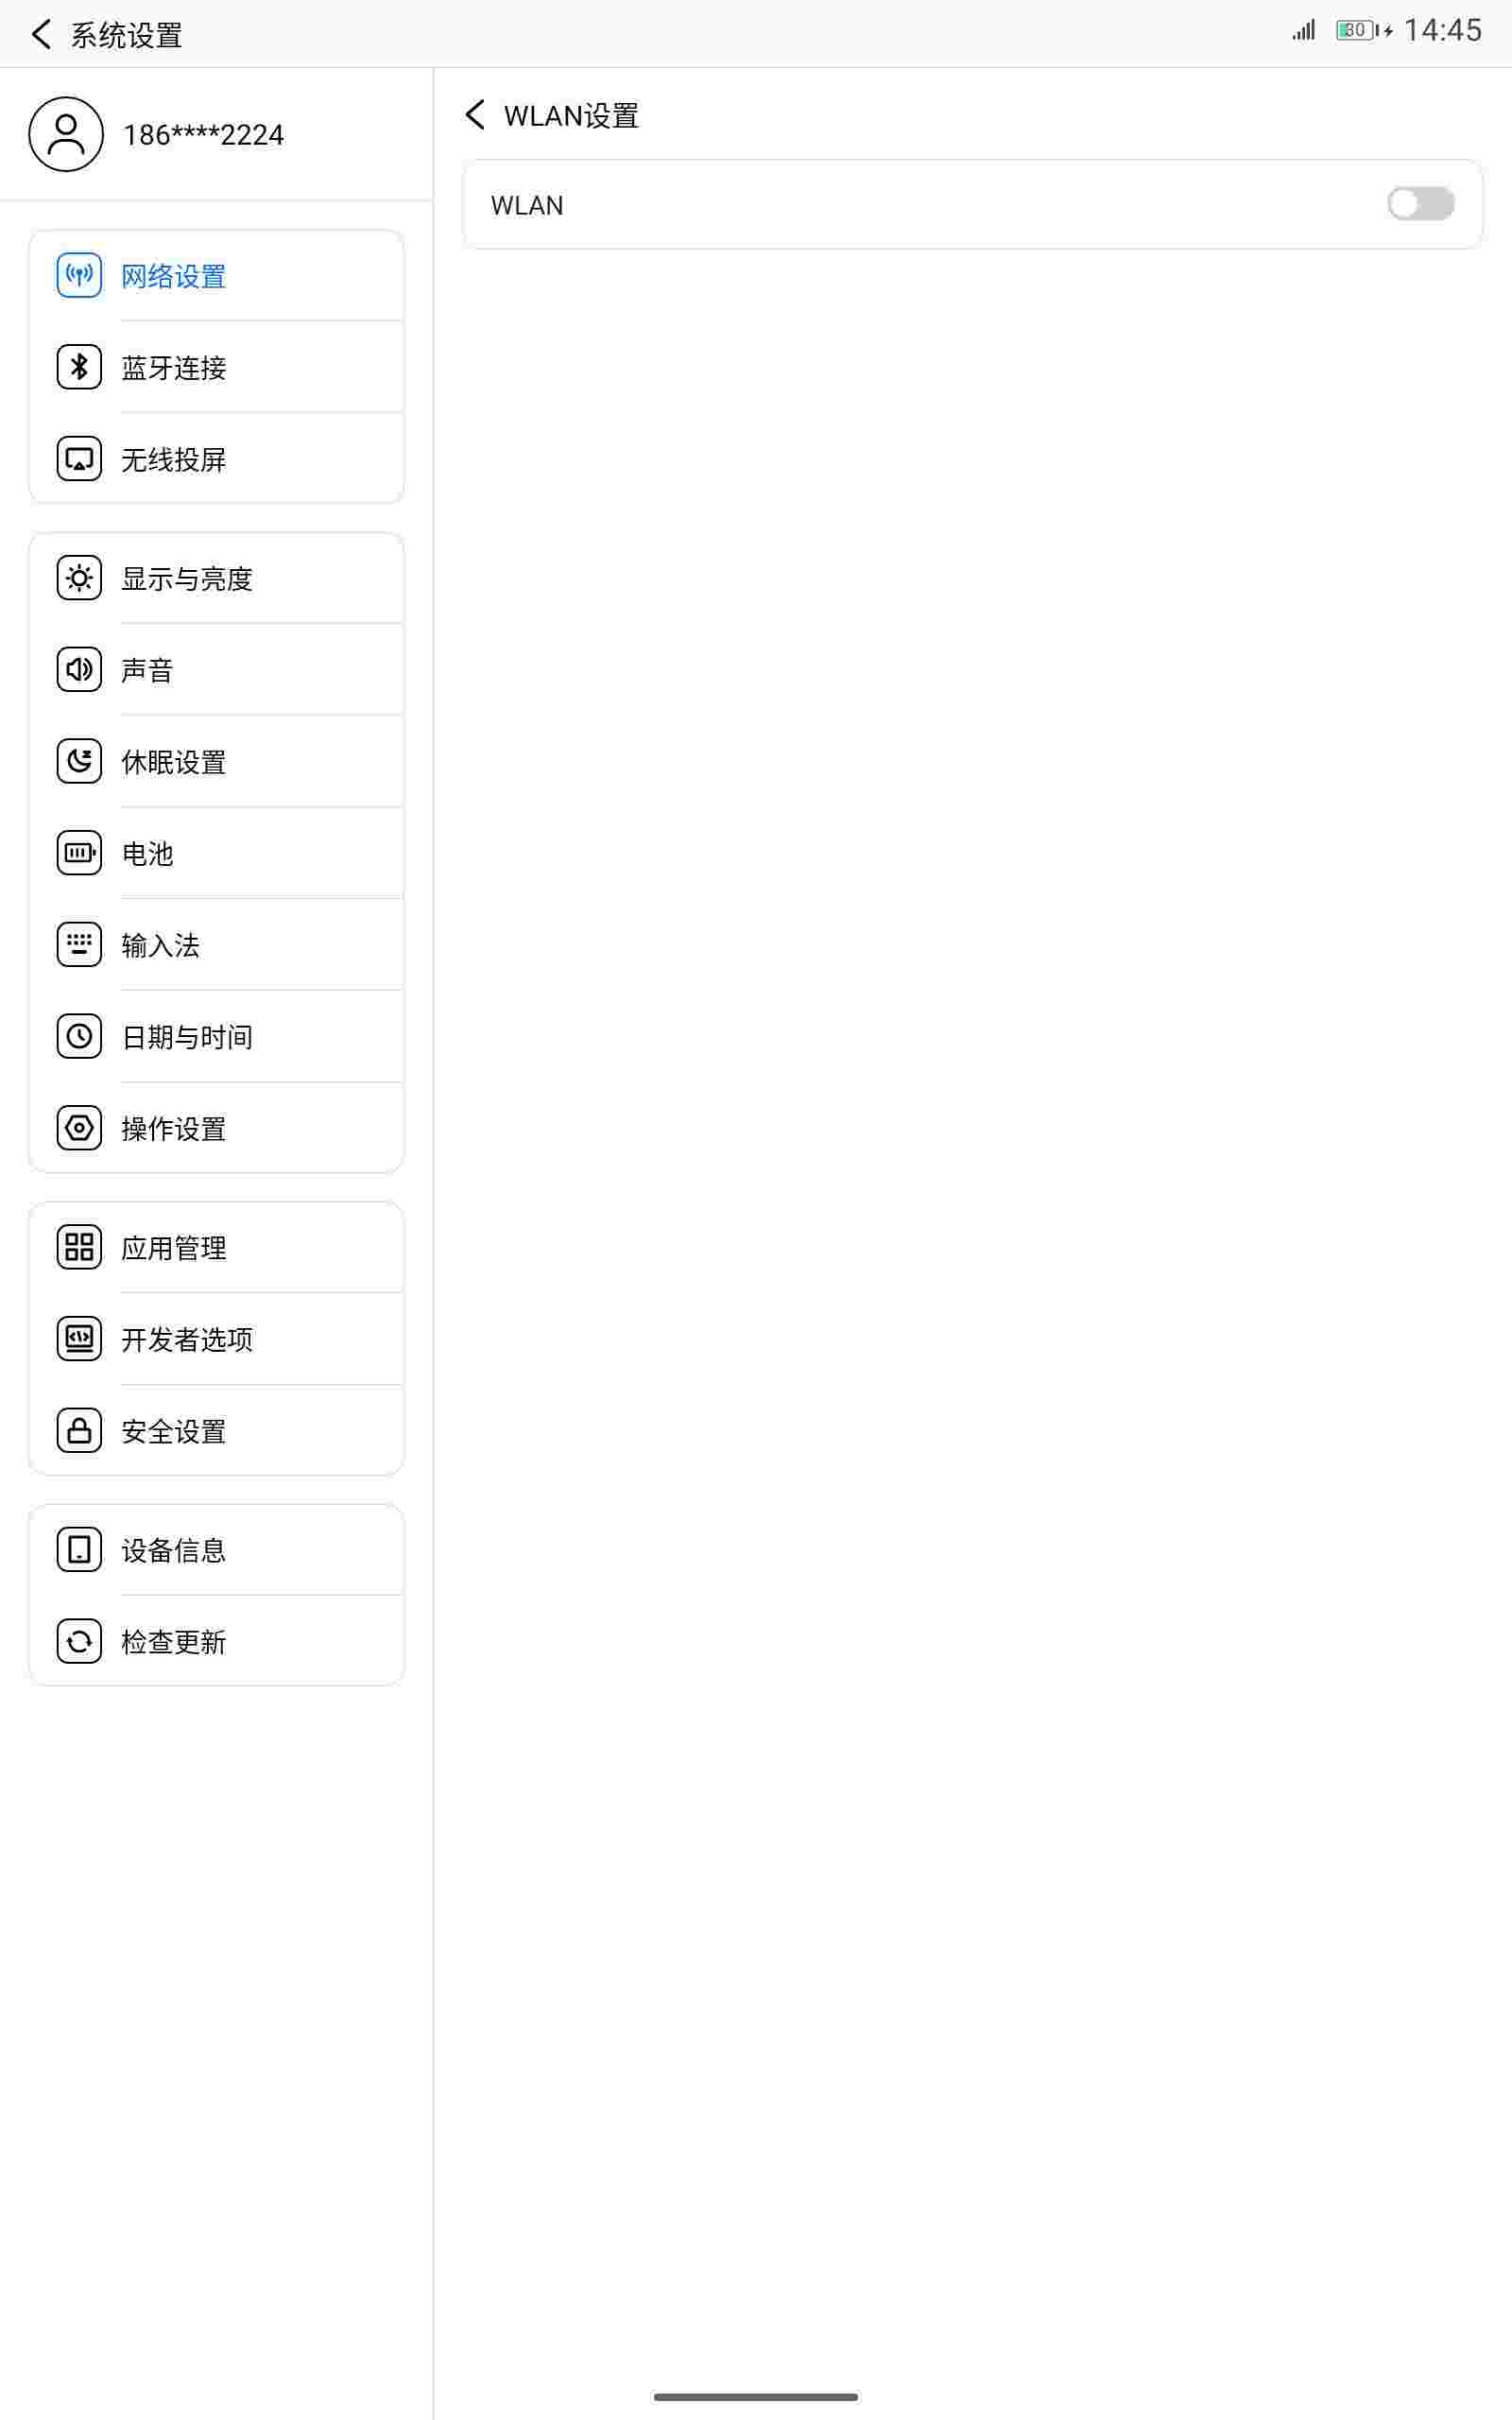 系统设置
30
14:45
186****2224
网络设置
蓝牙连接
无线投屏
显示与亮度
声音
休眠设置
电池
输入法
日期与时间
操作设置
应用管理
开发者选项
安全设置
设备信息
检查更新
WLAN设置
WLAN